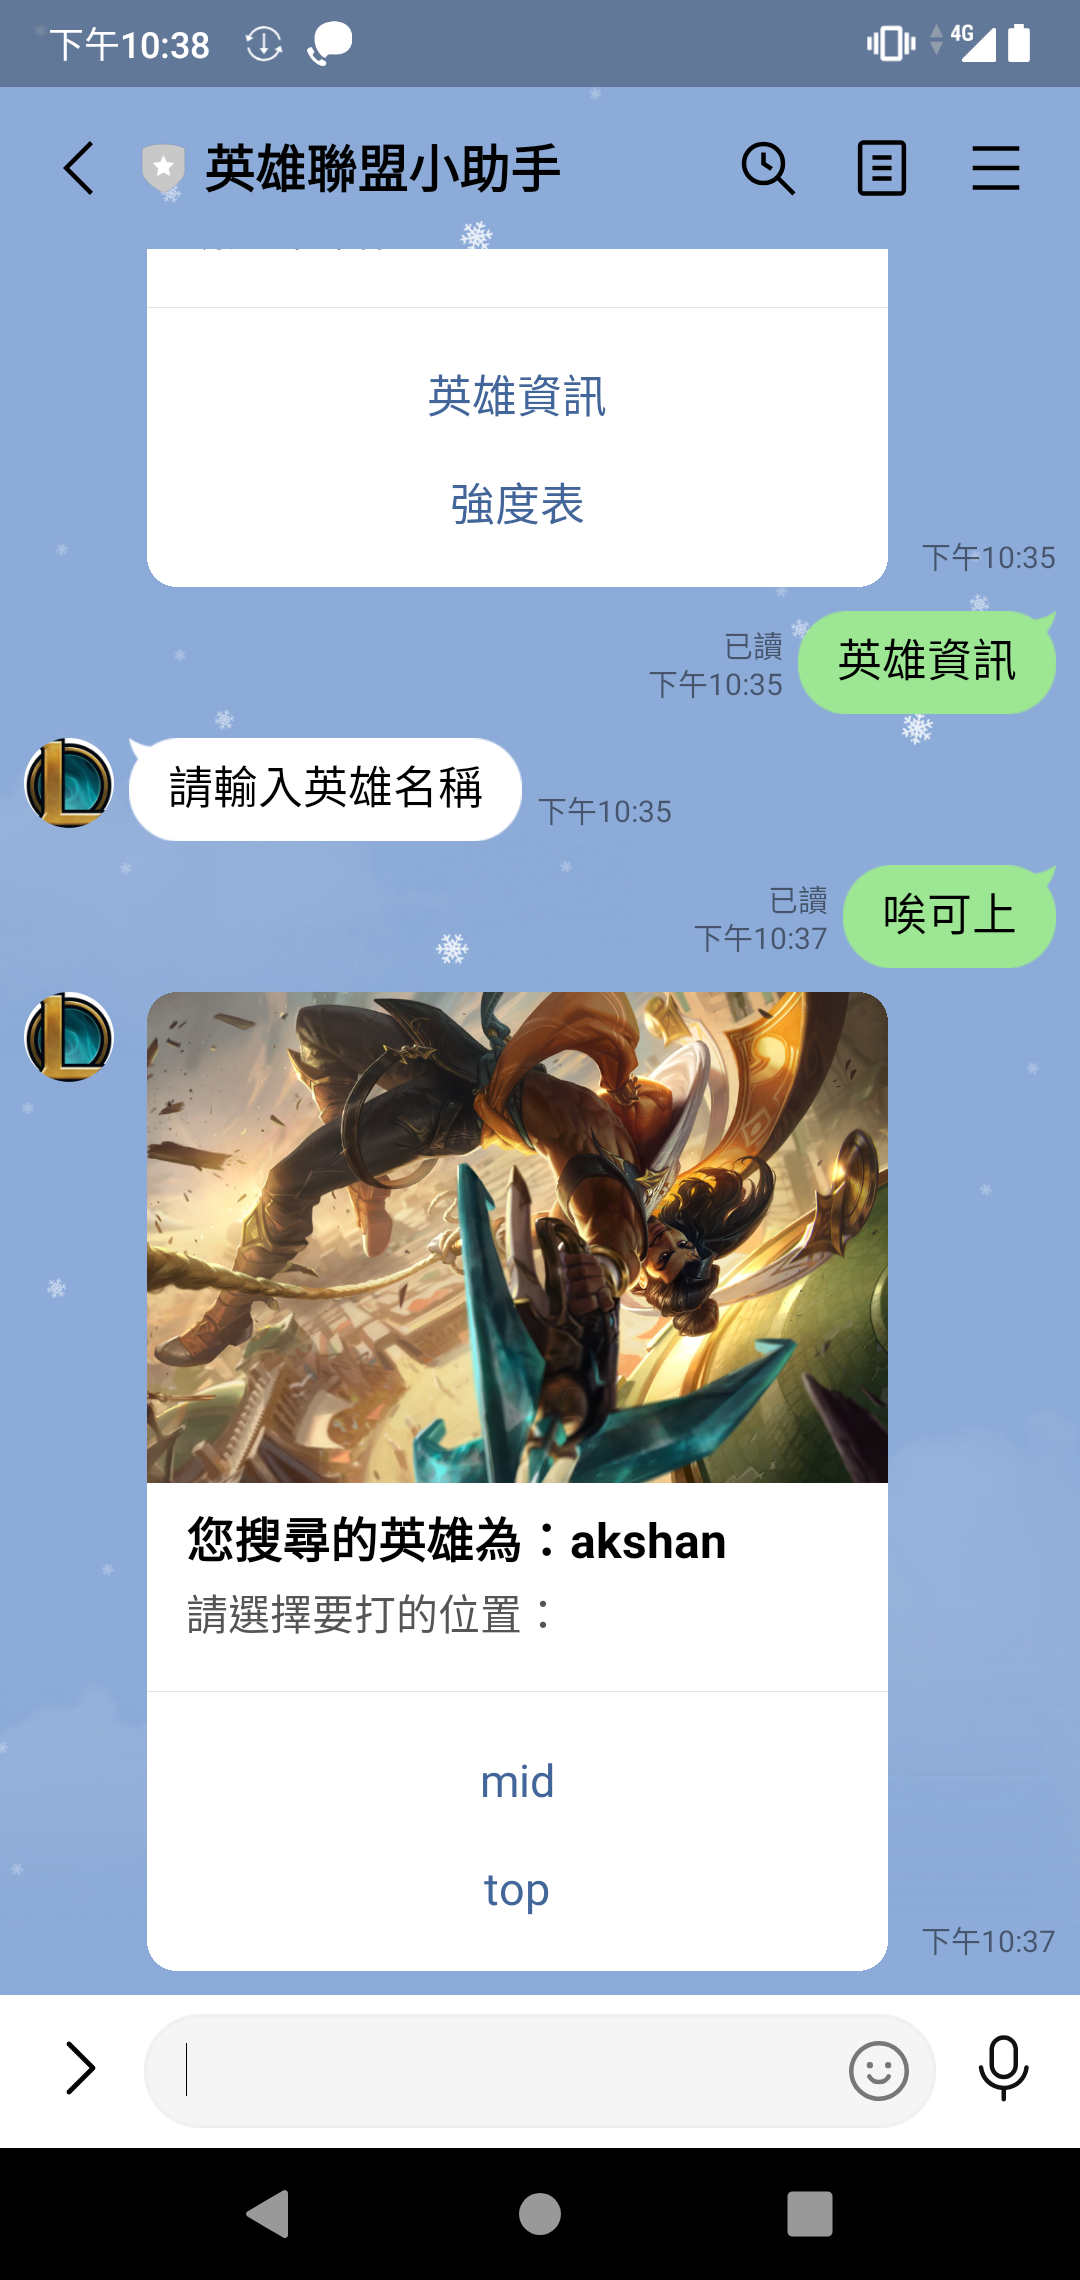 下午10:38
4G
英雄聯盟小助手
英雄資訊
強度表
下午10:35
已讀
下午10:35
英雄資訊
請輸入英雄名稱
下午10:35
已讀
下午10:37
唉可上
您搜尋的英雄為：akshan
請選擇要打的位置：
mid
top
下午10:37